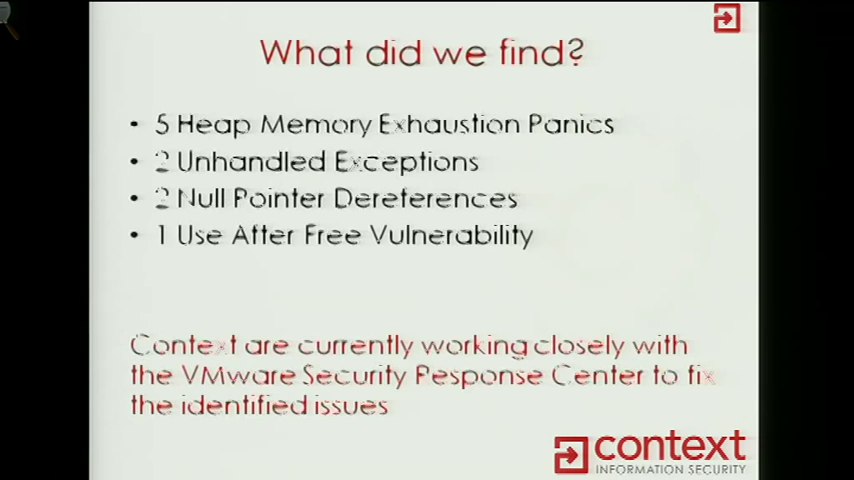 What did we find?
• 5 Heap Memory Exhaustion Panics
• 2 Unhandled Exceptions
• 2 Null Pointer Dereferences
• 1 Use After Free Vulnerability
Context are currently working closely with
the VMware Security Response Center to fix
the identified issues
context
INFORMATION SECURITY